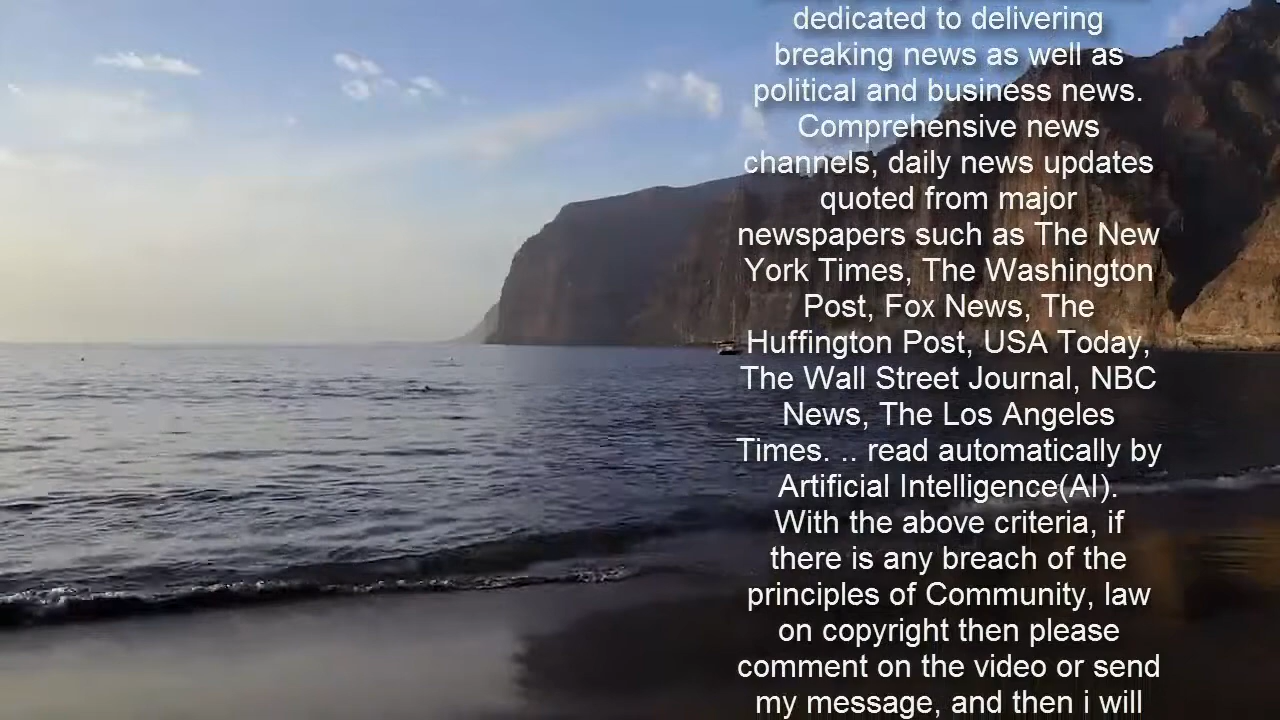 dedicated to delivering
breaking news as well as
political and business news.
Comprehensive news
channels, daily news updates
quoted from major
newspapers such as The New
York Times, The Washington
Post, Fox News, The
Huffington Post, USA Today,
The Wall Street Journal, NBC
News, The Los Angeles
Times. .. read automatically by
Artificial Intelligence(AI).
With the above criteria, if
there is any breach of the
principles of Community, law
on copyright then please
comment on the video or send
my message, and then i will